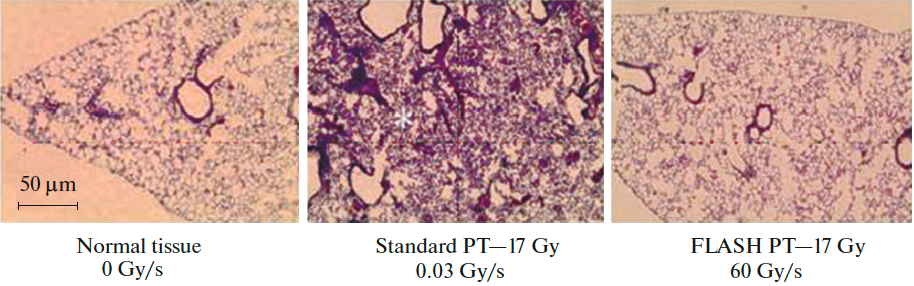 50 µm
Normal tissue
0 Gy/s
Standard PT—17 Gy
0.03 Gy/s
FLASH PT—17 Gy
60 Gy/s